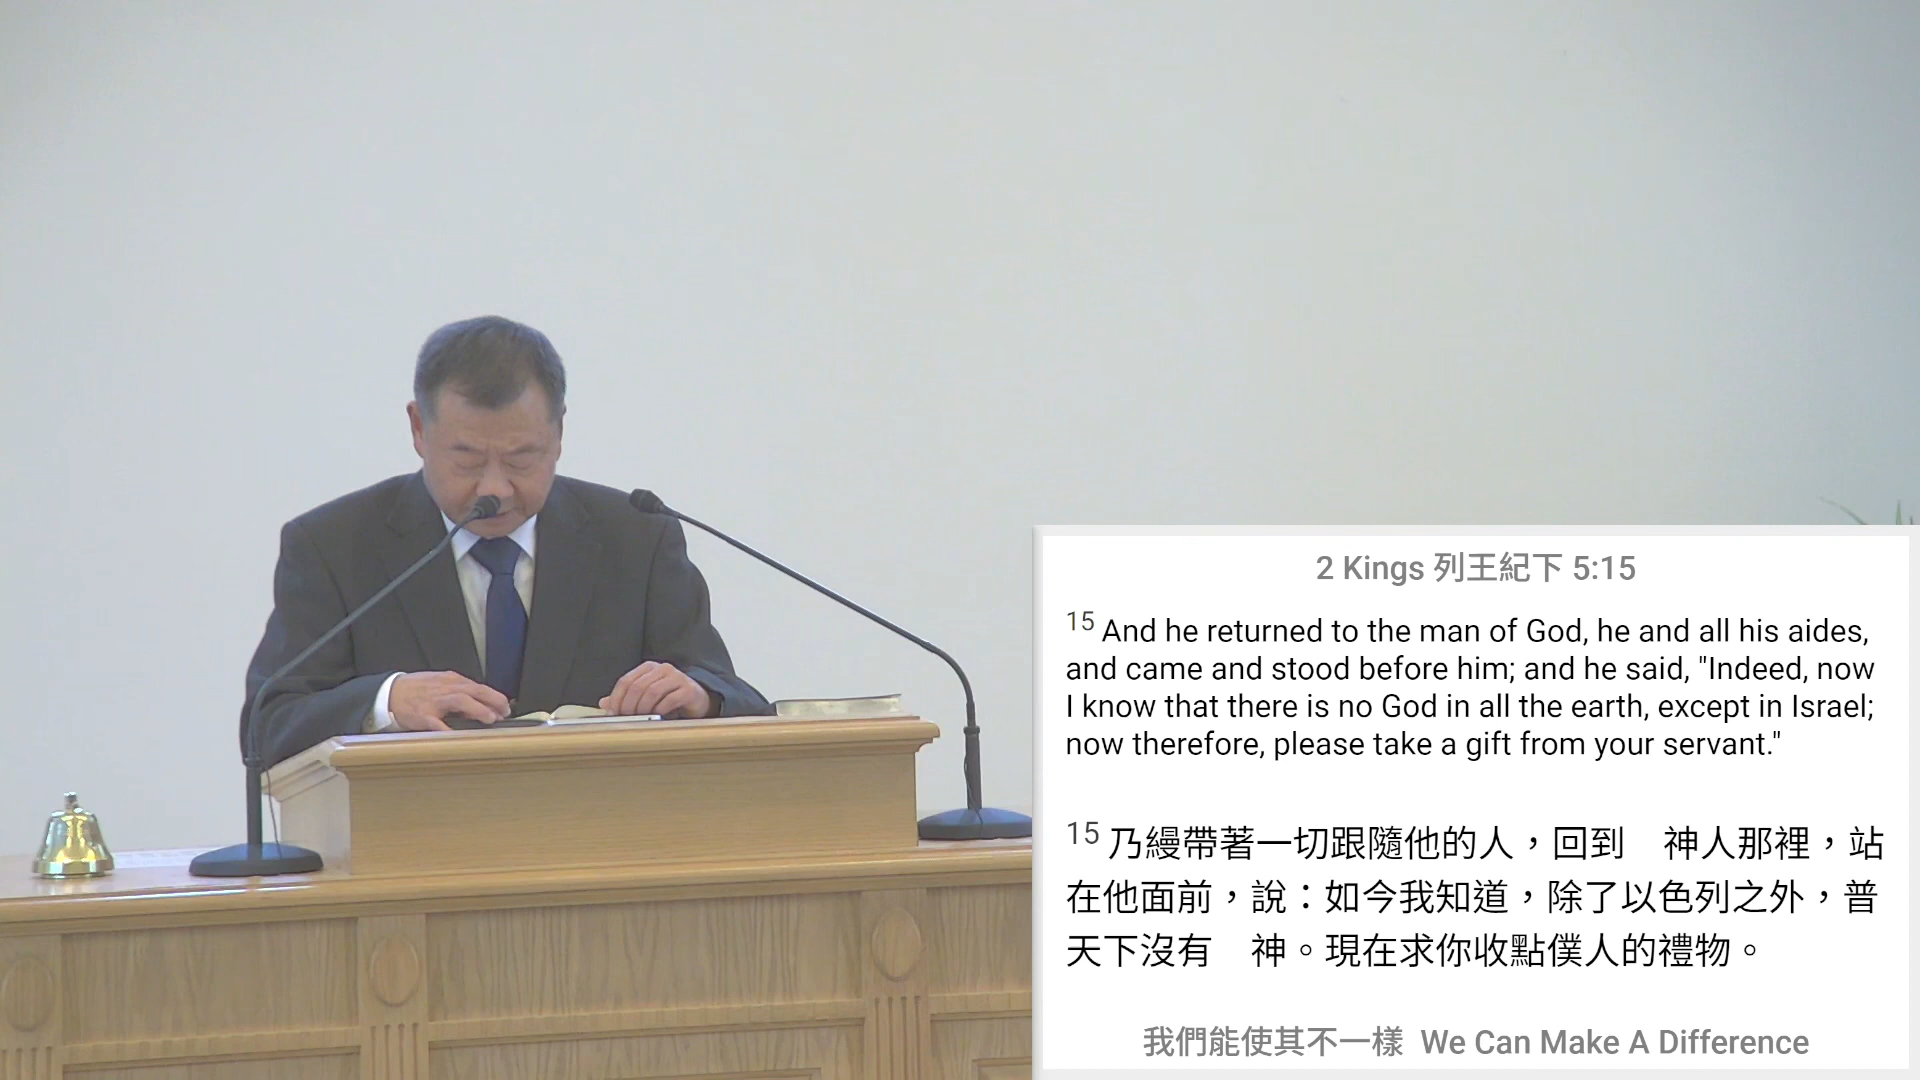 2 Kings 列王紀下 5:15
15 And he returned to the man of God, he and all his aides,
and came and stood before him; and he said, "Indeed, now
I know that there is no God in all the earth, except in Israel;
now therefore, please take a gift from your servant."
15 乃縵帶著一切跟隨他的人，回到　神人那裡，站
在他面前，說：如今我知道，除了以色列之外，普
天下沒有　神。現在求你收點僕人的禮物。
我們能使其不一樣 We Can Make A Difference